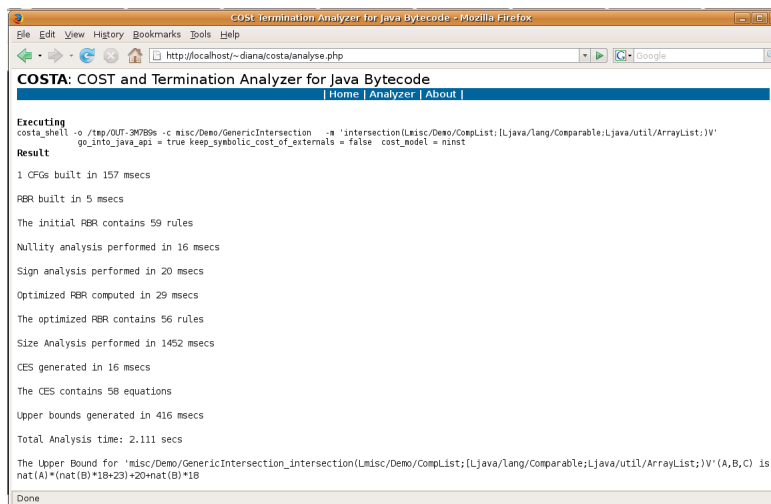 COSt Termination Analyzer for Java Bytecode - Mozilla Firefox
File Edit View History Bookmarks Tools Help
http://localhost/~diana/costa/analyse.php
Google
COSTA: COST and Termination Analyzer for Java Bytecode
| Home | Analyzer | About |
Executing
costa_shell -o /tmp/OUT-3M7B9s -c misc/Demo/GenericIntersection -m 'intersection(Lmisc/Demo/CompList;[Ljava/lang/Comparable;Ljava/util/ArrayList;)V'
go_into_java_api = true keep_symbolic_cost_of_externals = false cost_model = ninst
Result
1 CFGs built in 157 msecs
RBR built in 5 msecs
The initial RBR contains 59 rules
Nullity analysis performed in 16 msecs
Sign analysis performed in 20 msecs
Optimized RBR computed in 29 msecs
The optimized RBR contains 56 rules
Size Analysis performed in 1452 msecs
CES generated in 16 msecs
The CES contains 58 equations
Upper bounds generated in 416 msecs
Total Analysis time: 2.111 secs
The Upper Bound for 'misc/Demo/GenericIntersection_intersection(Lmisc/Demo/CompList;[Ljava/lang/Comparable;Ljava/util/ArrayList;)V'(A,B,C) is
nat(A)*(nat(B)*18+23)+20+nat(B)*18
Done